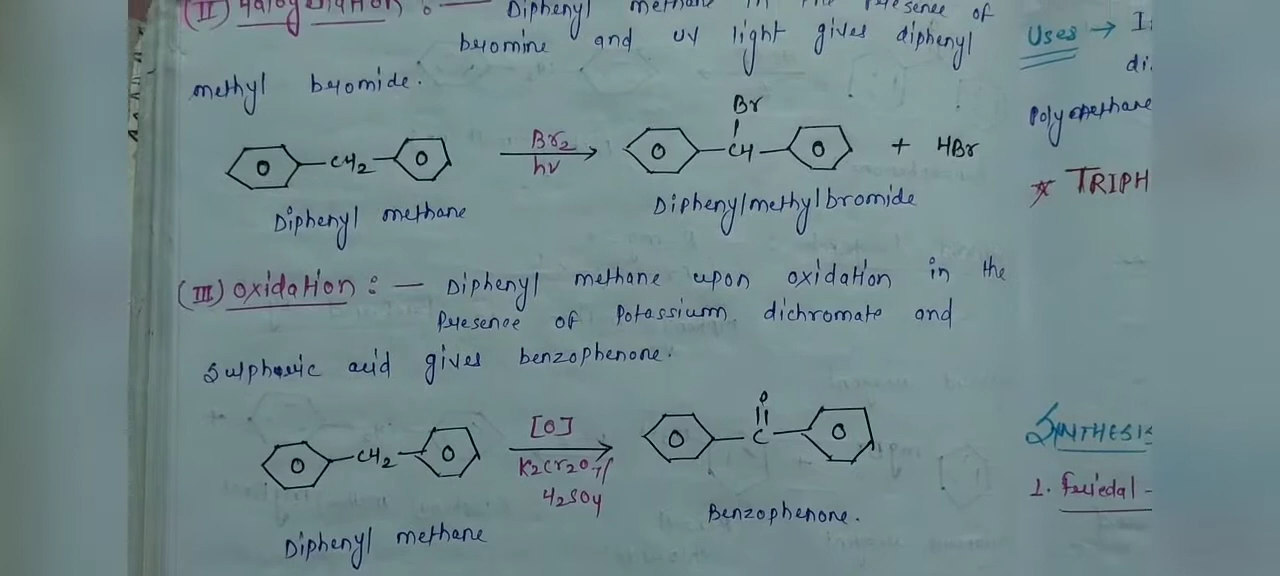 (II) Halogenation :— Diphenyl methane in the presence of
bromine and UV light gives diphenyl
methyl bromide.
CH2
Br2
hv
Br
CH
+ HBr
Diphenyl methane
Diphenylmethylbromide
(III) Oxidation :— Diphenyl methane upon oxidation in the
presence of potassium dichromate and
Sulphuric acid gives benzophenone.
CH2
[O]
K2Cr2O7/
H2SO4
O
C
Diphenyl methane
Benzophenone.
Uses →
di.
* TRIPH
SYNTHESIS
1. Friedal -